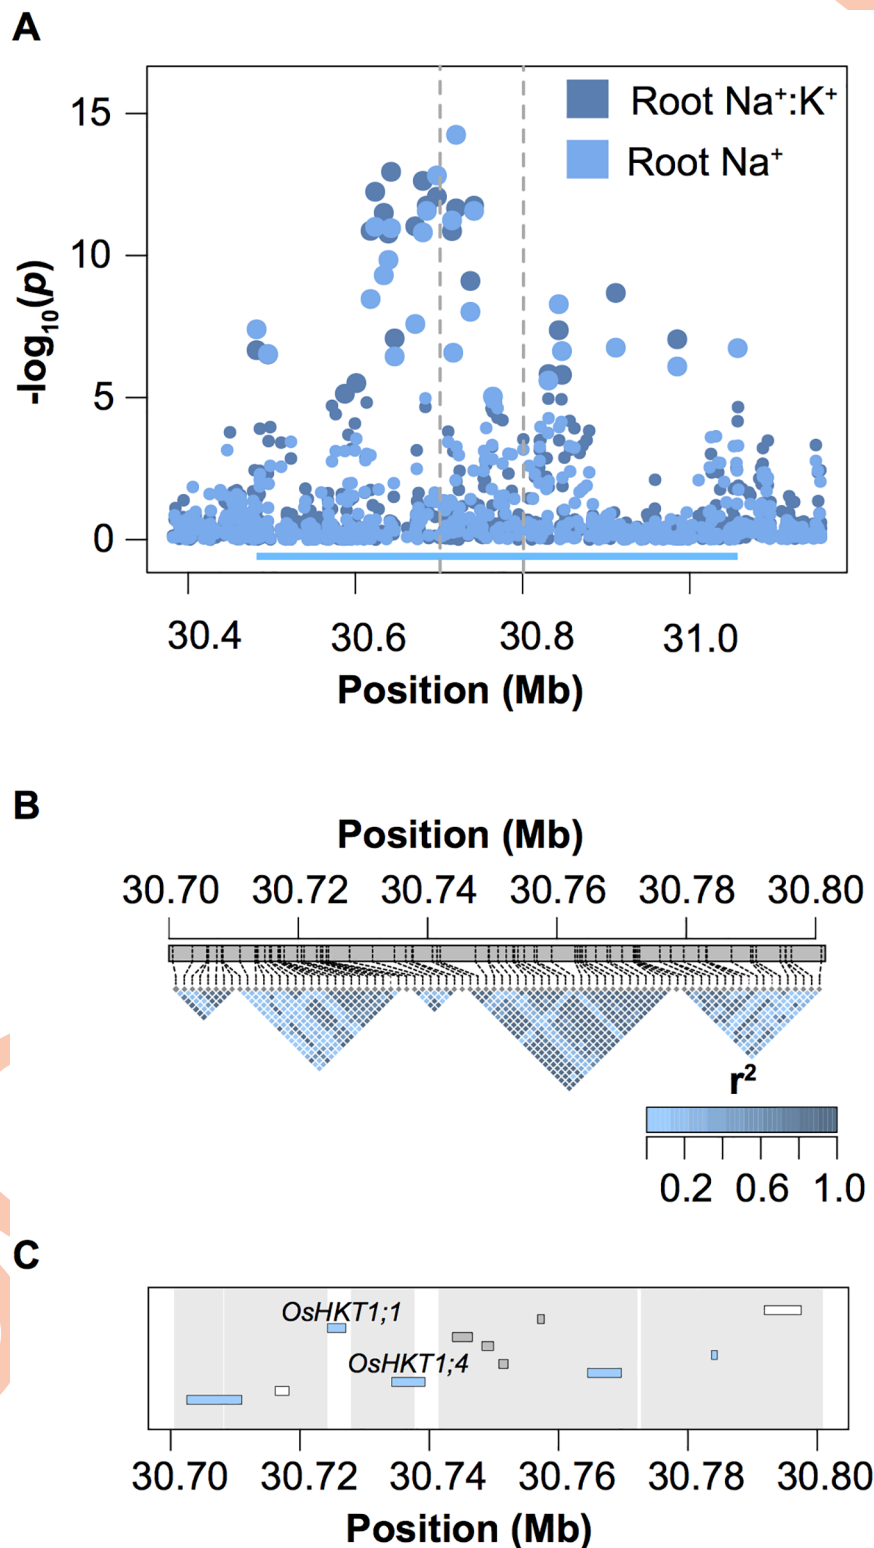 A
15
10
5
0
-log10(p)
Root Na+:K+
Root Na+
30.4 30.6 30.8 31.0
Position (Mb)
B
Position (Mb)
30.70 30.72 30.74 30.76 30.78 30.80
r2
0.2 0.6 1.0
C
OsHKT1;1
OsHKT1;4
30.70 30.72 30.74 30.76 30.78 30.80
Position (Mb)